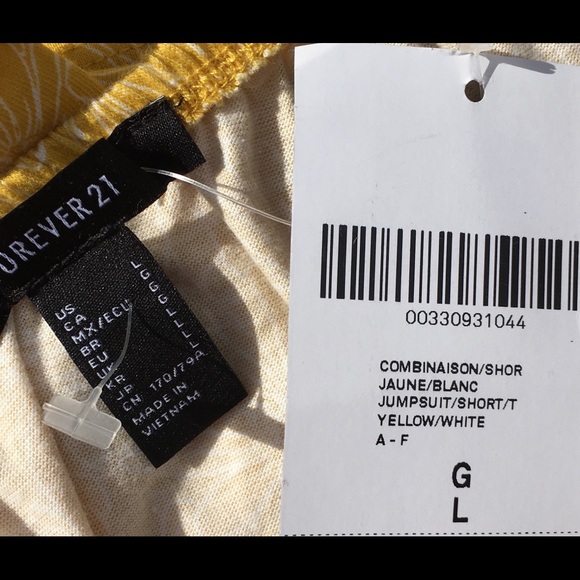 OREVER 21
US L
CA G
MX/ECU G
BR G
EU L
UK L
KR L
JP L
CN 170/79A
MADE IN
VIETNAM
00330931044
COMBINAISON/SHOR
JAUNE/BLANC
JUMPSUIT/SHORT/T
YELLOW/WHITE
A - F
G
L